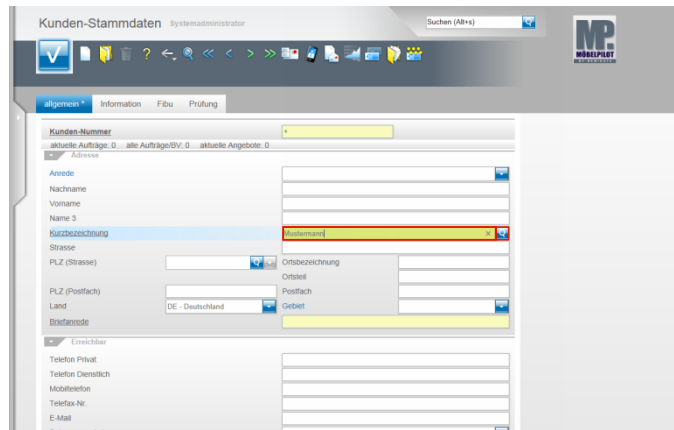 Kunden-Stammdaten Systemadministrator
Suchen (Alt+s)
MP
MÖBELPILOT
allgemein * Information Fibu Prüfung
Kunden-Nummer +
aktuelle Aufträge: 0 alle Aufträge/BV: 0 aktuelle Angebote: 0
Adresse
Anrede
Nachname
Vorname
Name 3
Kurzbezeichnung Mustermann
Strasse
PLZ (Strasse) Ortsbezeichnung
Ortsteil
PLZ (Postfach) Postfach
Land DE - Deutschland Gebiet
Briefanrede
Erreichbar
Telefon Privat
Telefon Dienstlich
Mobiltelefon
Telefax-Nr.
E-Mail